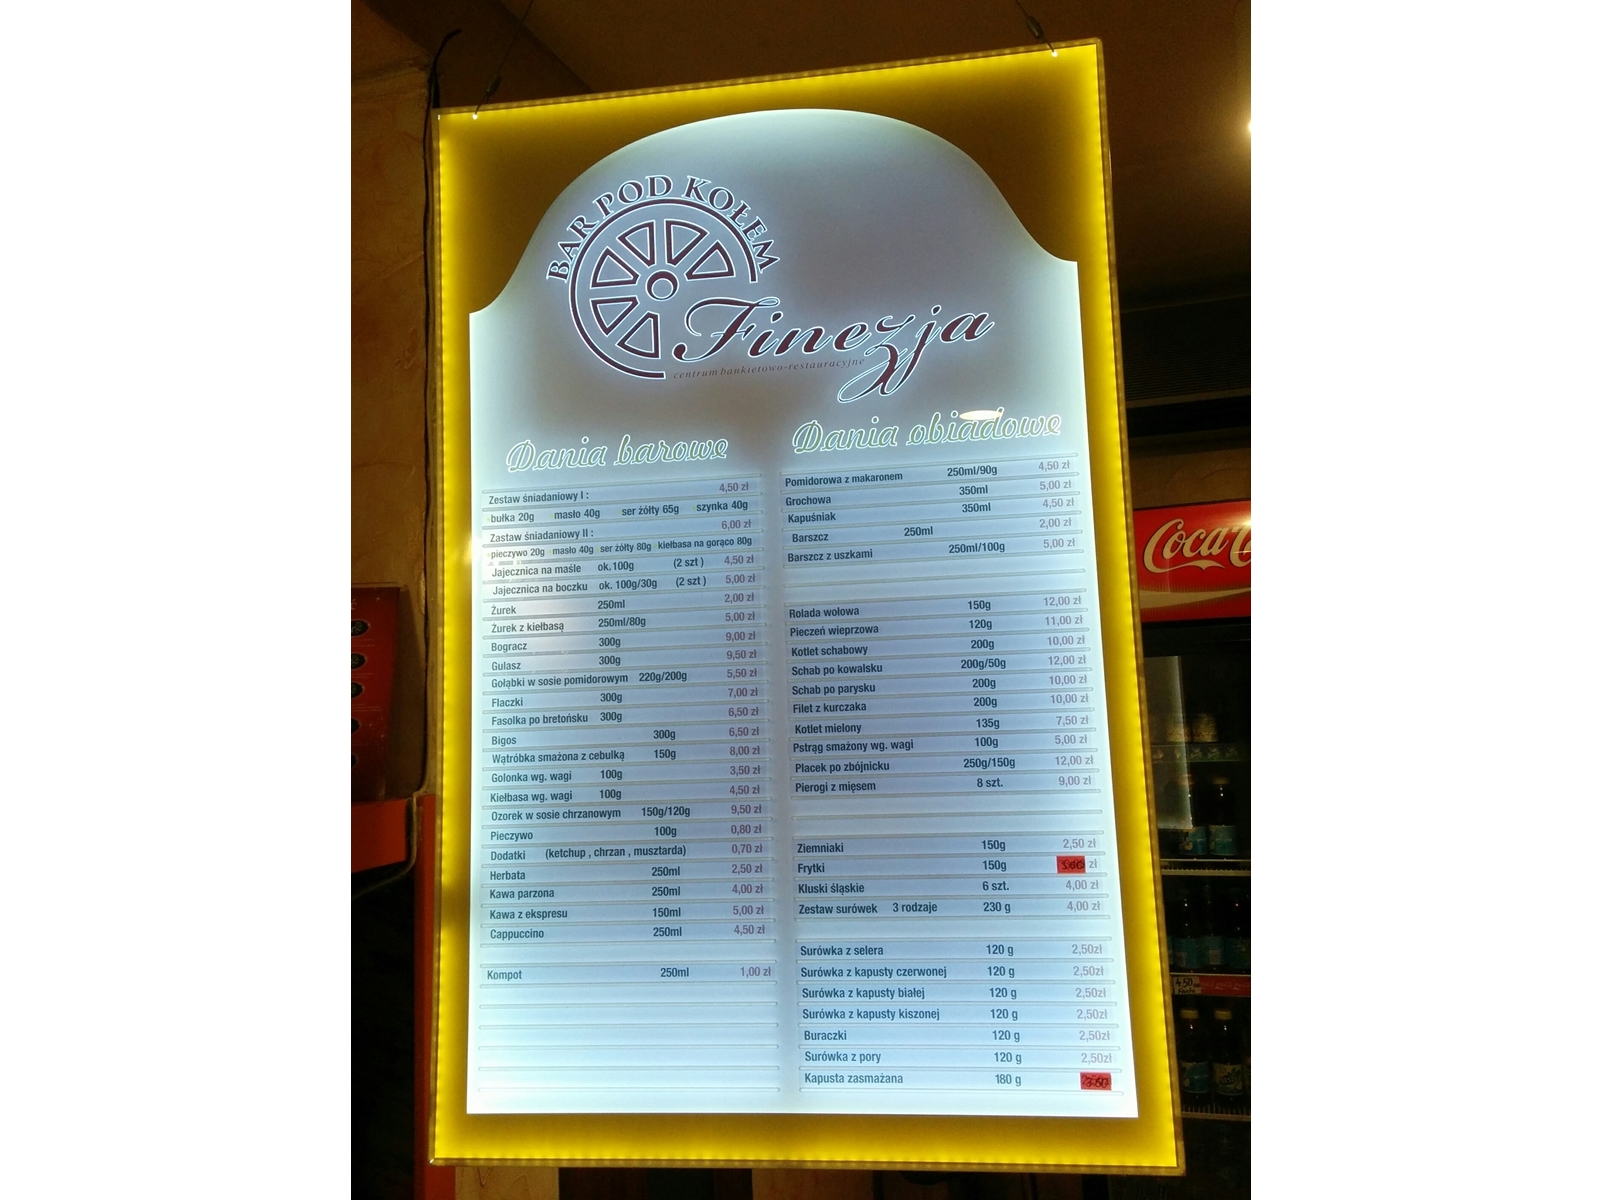 BAR POD KOŁEM
Finezja
centrum bankietowo-restauracyjne
Dania barowe
Zestaw śniadaniowy I : 4,50 zł
bułka 20g masło 40g ser żółty 65g szynka 40g
Zestaw śniadaniowy II : 6,00 zł
pieczywo 20g masło 40g ser żółty 80g kiełbasa na gorąco 80g
Jajecznica na maśle ok.100g (2 szt ) 4,50 zł
Jajecznica na boczku ok. 100g/30g (2 szt ) 5,00 zł
Żurek 250ml 2,00 zł
Żurek z kiełbasą 250ml/80g 5,00 zł
Bogracz 300g 9,00 zł
Gulasz 300g 9,50 zł
Gołąbki w sosie pomidorowym 220g/200g 5,50 zł
Flaczki 300g 7,00 zł
Fasolka po bretońsku 300g 6,50 zł
Bigos 300g 6,50 zł
Wątróbka smażona z cebulką 150g 8,00 zł
Golonka wg. wagi 100g 3,50 zł
Kiełbasa wg. wagi 100g 4,50 zł
Ozorek w sosie chrzanowym 150g/120g 9,50 zł
Pieczywo 100g 0,80 zł
Dodatki (ketchup , chrzan , musztarda) 0,70 zł
Herbata 250ml 2,50 zł
Kawa parzona 250ml 4,00 zł
Kawa z ekspresu 150ml 5,00 zł
Cappuccino 250ml 4,50 zł
Kompot 250ml 1,00 zł
Dania obiadowe
Pomidorowa z makaronem 250ml/90g 4,50 zł
Grochowa 350ml 5,00 zł
Kapuśniak 350ml 4,50 zł
Barszcz 250ml 2,00 zł
Barszcz z uszkami 250ml/100g 5,00 zł
Rolada wołowa 150g 12,00 zł
Pieczeń wieprzowa 120g 11,00 zł
Kotlet schabowy 200g 10,00 zł
Schab po kowalsku 200g/50g 12,00 zł
Schab po parysku 200g 10,00 zł
Filet z kurczaka 200g 10,00 zł
Kotlet mielony 135g 7,50 zł
Pstrąg smażony wg. wagi 100g 5,00 zł
Placek po zbójnicku 250g/150g 12,00 zł
Pierogi z mięsem 8 szt. 9,00 zł
Ziemniaki 150g 2,50 zł
Frytki 150g zł
Kluski śląskie 6 szt. 4,00 zł
Zestaw surówek 3 rodzaje 230 g 4,00 zł
Surówka z selera 120 g 2,50zł
Surówka z kapusty czerwonej 120 g 2,50zł
Surówka z kapusty białej 120 g 2,50zł
Surówka z kapusty kiszonej 120 g 2,50zł
Buraczki 120 g 2,50zł
Surówka z pory 120 g 2,50zł
Kapusta zasmażana 180 g
Coca
4,50